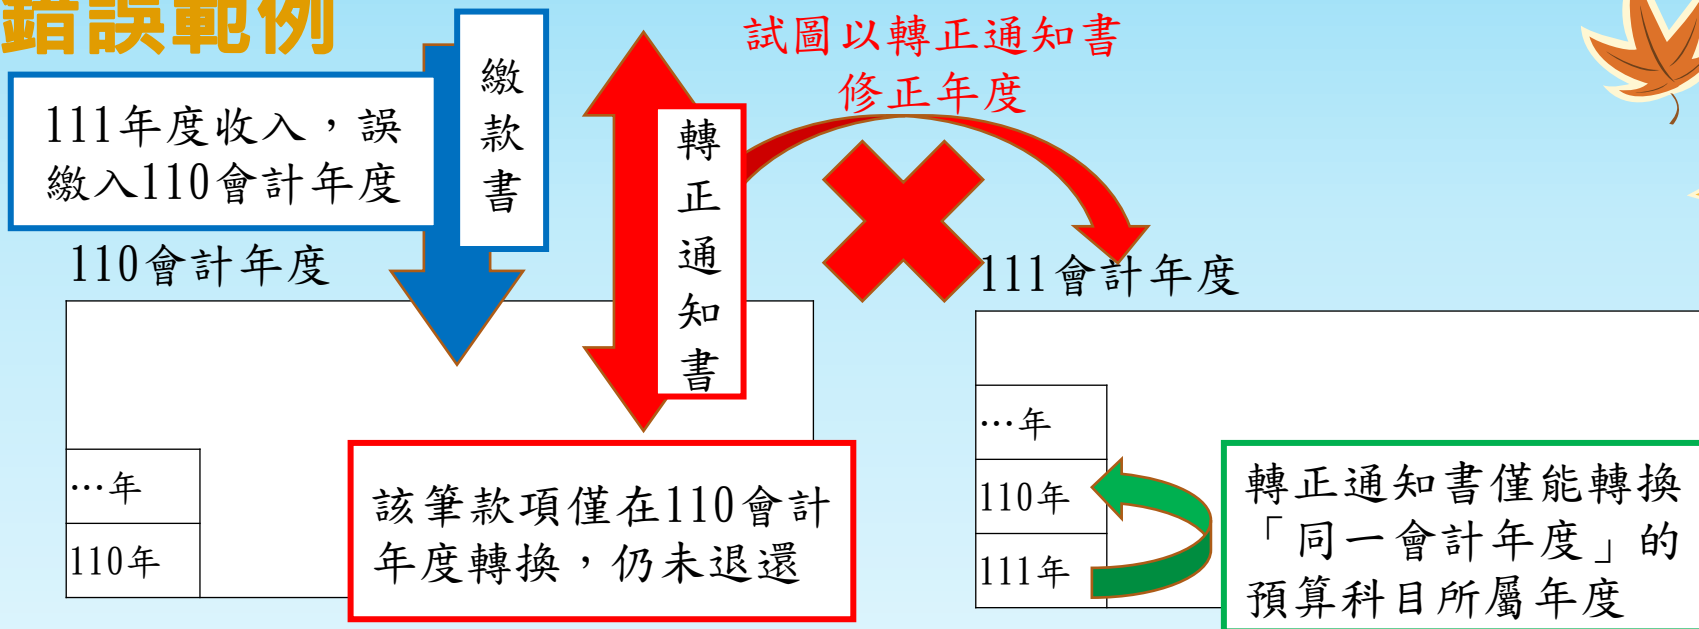 錯誤範例
111年度收入，誤
繳入110會計年度
繳款書
轉正通知書
試圖以轉正通知書
修正年度
110會計年度
…年
110年
該筆款項僅在110會計
年度轉換，仍未退還
111會計年度
…年
110年
111年
轉正通知書僅能轉換
「同一會計年度」的
預算科目所屬年度